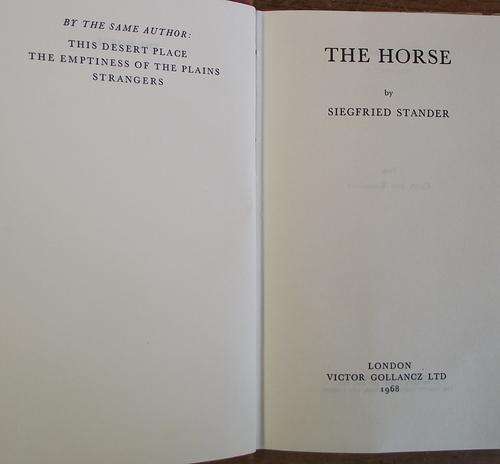 BY THE SAME AUTHOR:
THIS DESERT PLACE
THE EMPTINESS OF THE PLAINS
STRANGERS
THE HORSE
by
SIEGFRIED STANDER
LONDON
VICTOR GOLLANCZ LTD
1968